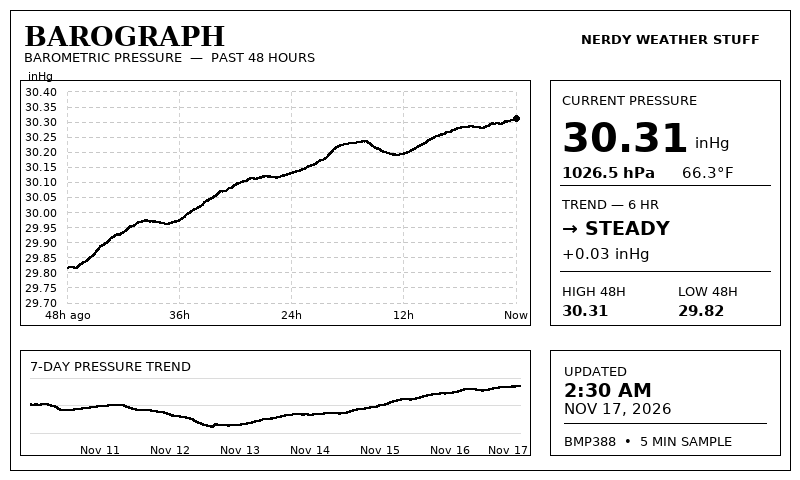 BAROGRAPH
BAROMETRIC PRESSURE — PAST 48 HOURS
NERDY WEATHER STUFF
inHg
30.40
30.35
30.30
30.25
30.20
30.15
30.10
30.05
30.00
29.95
29.90
29.85
29.80
29.75
29.70
48h ago 36h 24h 12h Now
CURRENT PRESSURE
30.31 inHg
1026.5 hPa 66.3°F
TREND — 6 HR
→ STEADY
+0.03 inHg
HIGH 48H LOW 48H
30.31 29.82
7-DAY PRESSURE TREND
Nov 11 Nov 12 Nov 13 Nov 14 Nov 15 Nov 16 Nov 17
UPDATED
2:30 AM
NOV 17, 2026
BMP388 • 5 MIN SAMPLE